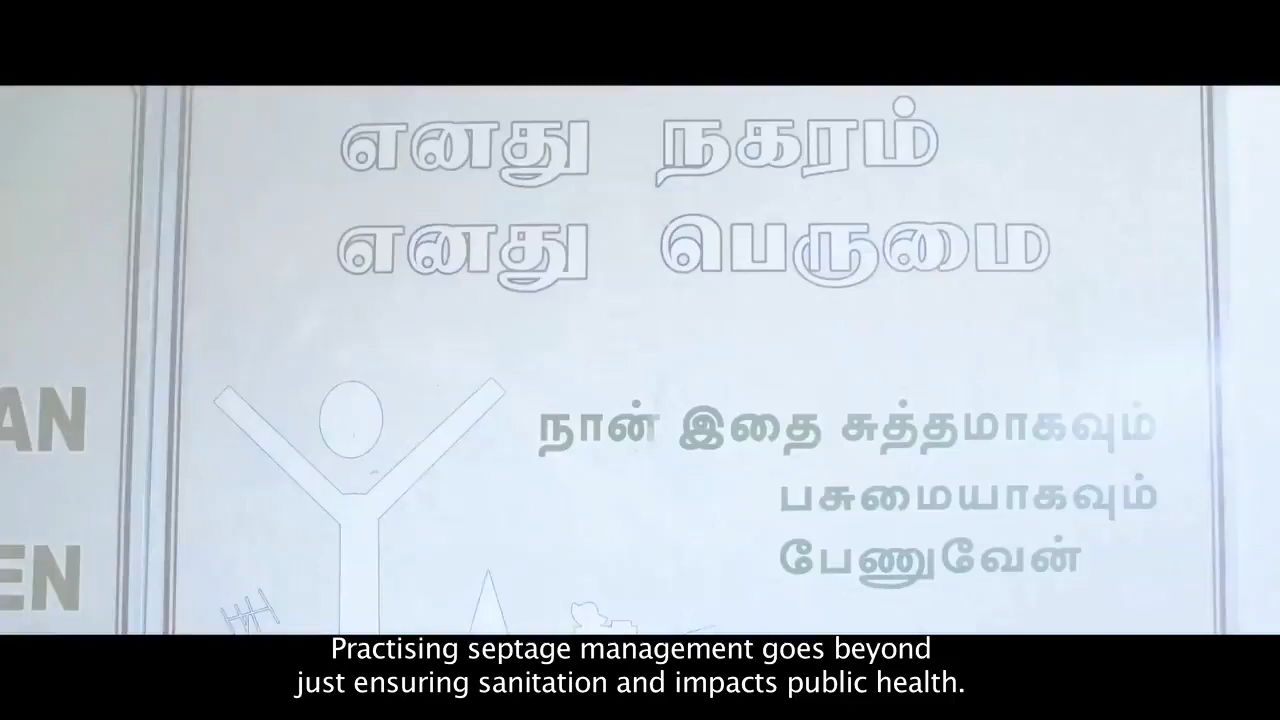 எனது நகரம்
எனது பெருமை
AN
நான் இதை சுத்தமாகவும்
பசுமையாகவும்
EN
பேணுவேன்
Practising septage management goes beyond
just ensuring sanitation and impacts public health.